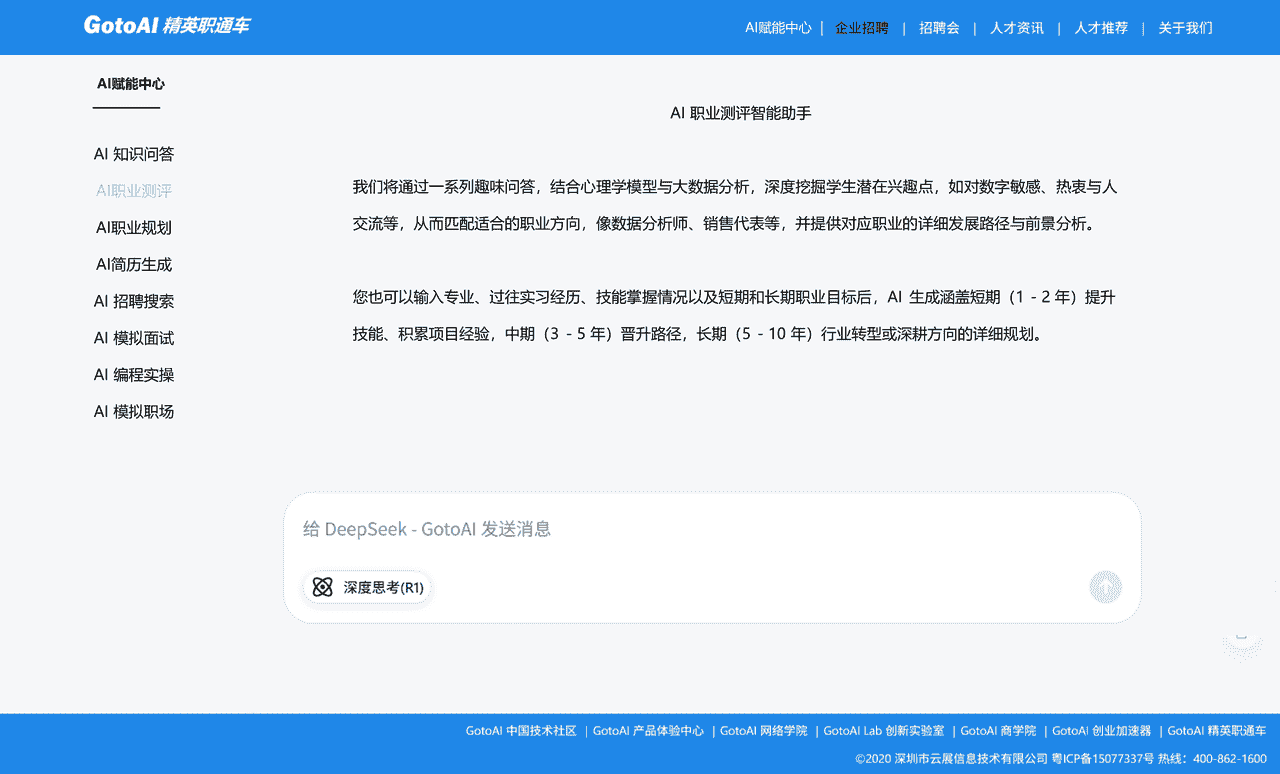 GotoAI 精英职通车
AI赋能中心 | 企业招聘 | 招聘会 | 人才资讯 | 人才推荐 | 关于我们
AI赋能中心
AI 知识问答
AI职业测评
AI职业规划
AI简历生成
AI 招聘搜索
AI 模拟面试
AI 编程实操
AI 模拟职场
AI 职业测评智能助手
我们将通过一系列趣味问答，结合心理学模型与大数据分析，深度挖掘学生潜在兴趣点，如对数字敏感、热衷与人
交流等，从而匹配适合的职业方向，像数据分析师、销售代表等，并提供对应职业的详细发展路径与前景分析。
您也可以输入专业、过往实习经历、技能掌握情况以及短期和长期职业目标后，AI 生成涵盖短期（1 - 2 年）提升
技能、积累项目经验，中期（3 - 5 年）晋升路径，长期（5 - 10 年）行业转型或深耕方向的详细规划。
给 DeepSeek - GotoAI 发送消息
深度思考(R1)
GotoAI 中国技术社区 | GotoAI 产品体验中心 | GotoAI 网络学院 | GotoAI Lab 创新实验室 | GotoAI 商学院 | GotoAI 创业加速器 | GotoAI 精英职通车
©2020 深圳市云展信息技术有限公司 粤ICP备15077337号 热线：400-862-1600